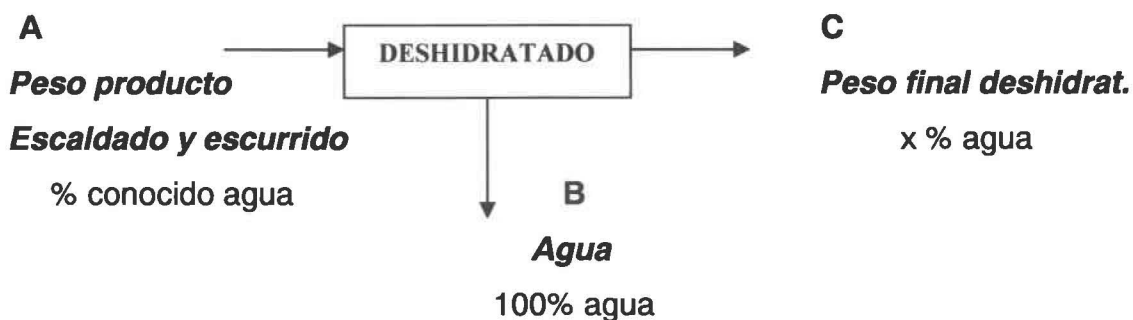 A
Peso producto
Escaldado y escurrido
% conocido agua
DESHIDRATADO
B
Agua
100% agua
C
Peso final deshidrat.
x % agua